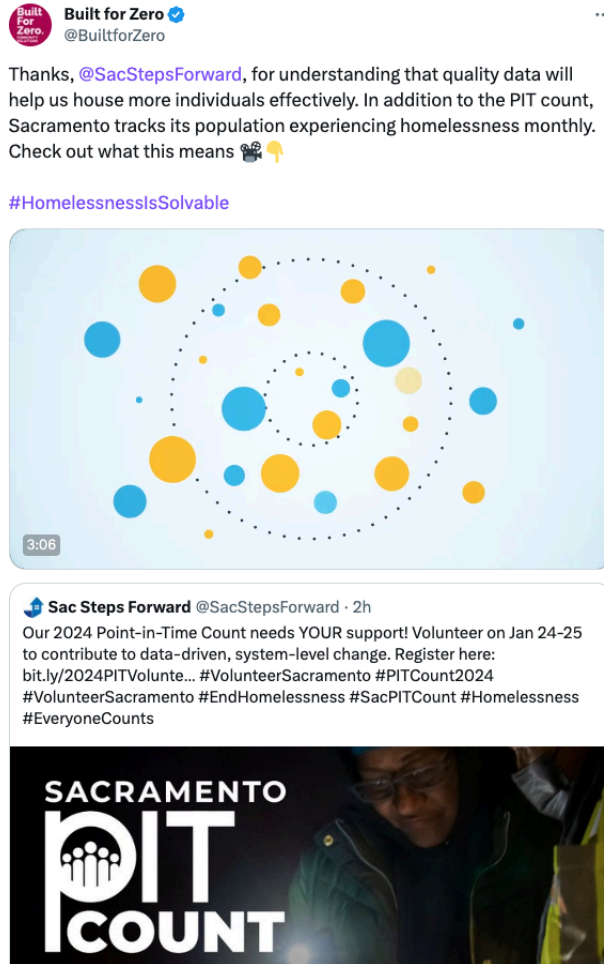 Built
For
Zero.
Built for Zero
@BuiltforZero
Thanks, @SacStepsForward, for understanding that quality data will
help us house more individuals effectively. In addition to the PIT count,
Sacramento tracks its population experiencing homelessness monthly.
Check out what this means 🎥👇
#HomelessnessIsSolvable
3:06
Sac Steps Forward @SacStepsForward · 2h
Our 2024 Point-in-Time Count needs YOUR support! Volunteer on Jan 24-25
to contribute to data-driven, system-level change. Register here:
bit.ly/2024PITVolunte... #VolunteerSacramento #PITCount2024
#VolunteerSacramento #EndHomelessness #SacPITCount #Homelessness
#EveryoneCounts
SACRAMENTO
PIT
COUNT